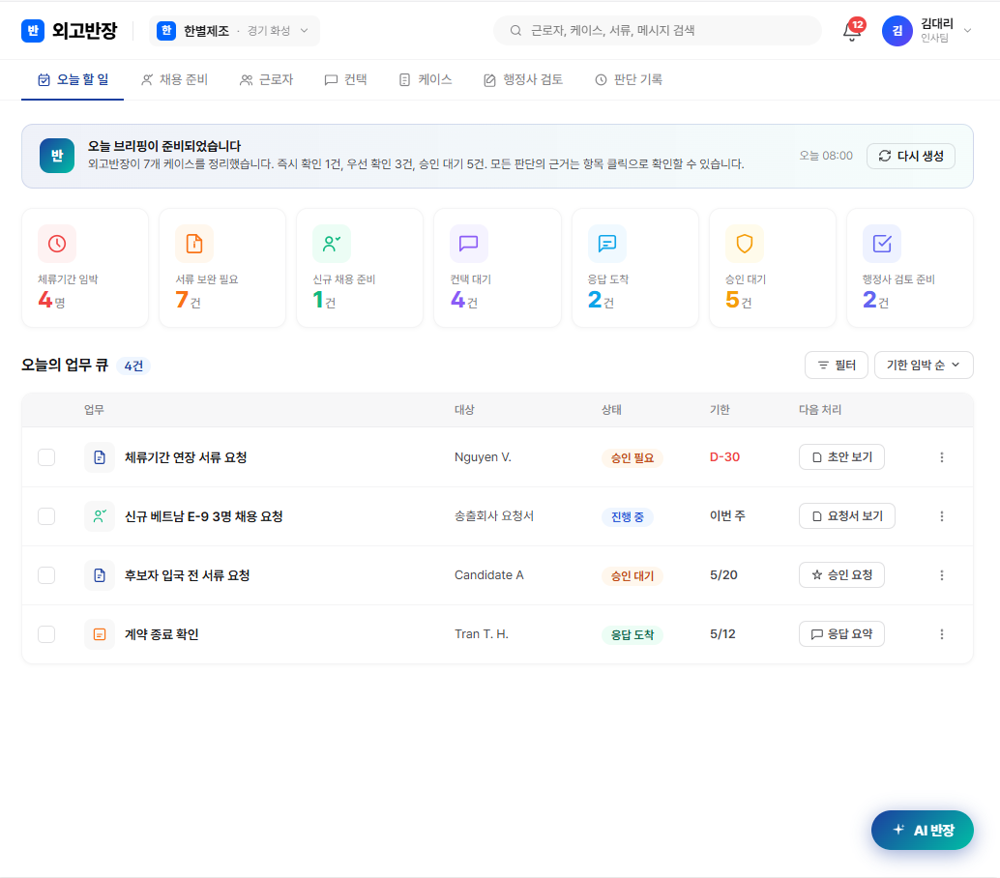 반 외고반장 한 한별제조 · 경기 화성 근로자, 케이스, 서류, 메시지 검색 12 김 김대리
인사팀
오늘 할 일 채용 준비 근로자 컨택 케이스 행정사 검토 판단 기록
반 오늘 브리핑이 준비되었습니다
외고반장이 7개 케이스를 정리했습니다. 즉시 확인 1건, 우선 확인 3건, 승인 대기 5건. 모든 판단의 근거는 항목 클릭으로 확인할 수 있습니다.
오늘 08:00 다시 생성
체류기간 임박
4명
서류 보완 필요
7건
신규 채용 준비
1건
컨택 대기
4건
응답 도착
2건
승인 대기
5건
행정사 검토 준비
2건
오늘의 업무 큐 4건 필터 기한 임박 순
업무 대상 상태 기한 다음 처리
체류기간 연장 서류 요청 Nguyen V. 승인 필요 D-30 초안 보기
신규 베트남 E-9 3명 채용 요청 송출회사 요청서 진행 중 이번 주 요청서 보기
후보자 입국 전 서류 요청 Candidate A 승인 대기 5/20 승인 요청
계약 종료 확인 Tran T. H. 응답 도착 5/12 응답 요약
AI 반장